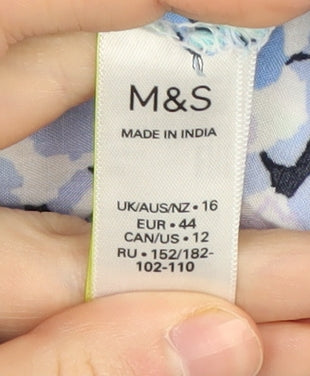 M&S
MADE IN INDIA
UK/AUS/NZ • 16
EUR • 44
CAN/US • 12
RU • 152/182-
102-110